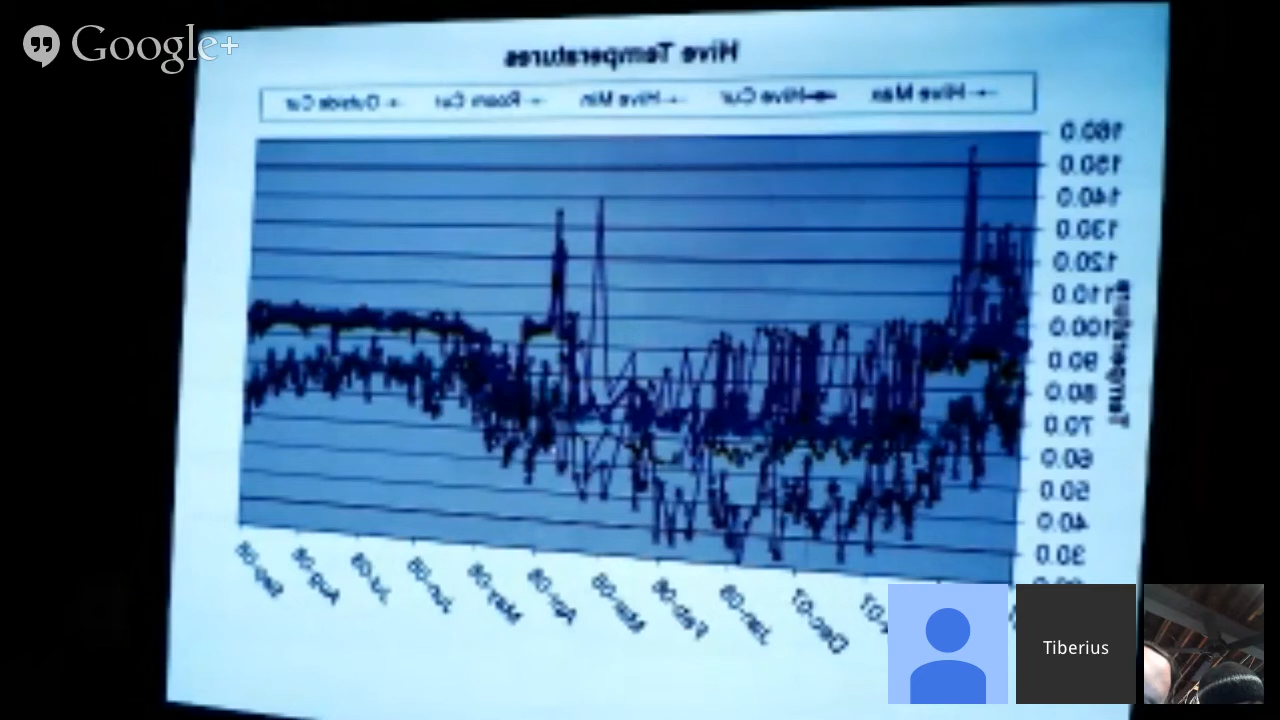 Google+
Hive Temperatures
Hive Max Hive Cur Hive Min Room Cur Outside Cur
160.0
150.0
140.0
130.0
120.0
110.0
100.0
90.0
80.0
70.0
60.0
50.0
40.0
30.0
Temperature
Dec-07 Jan-08 Feb-08 Mar-08 Apr-08 May-08 Jun-08 Jul-08 Aug-08 Sep-08
Tiberius